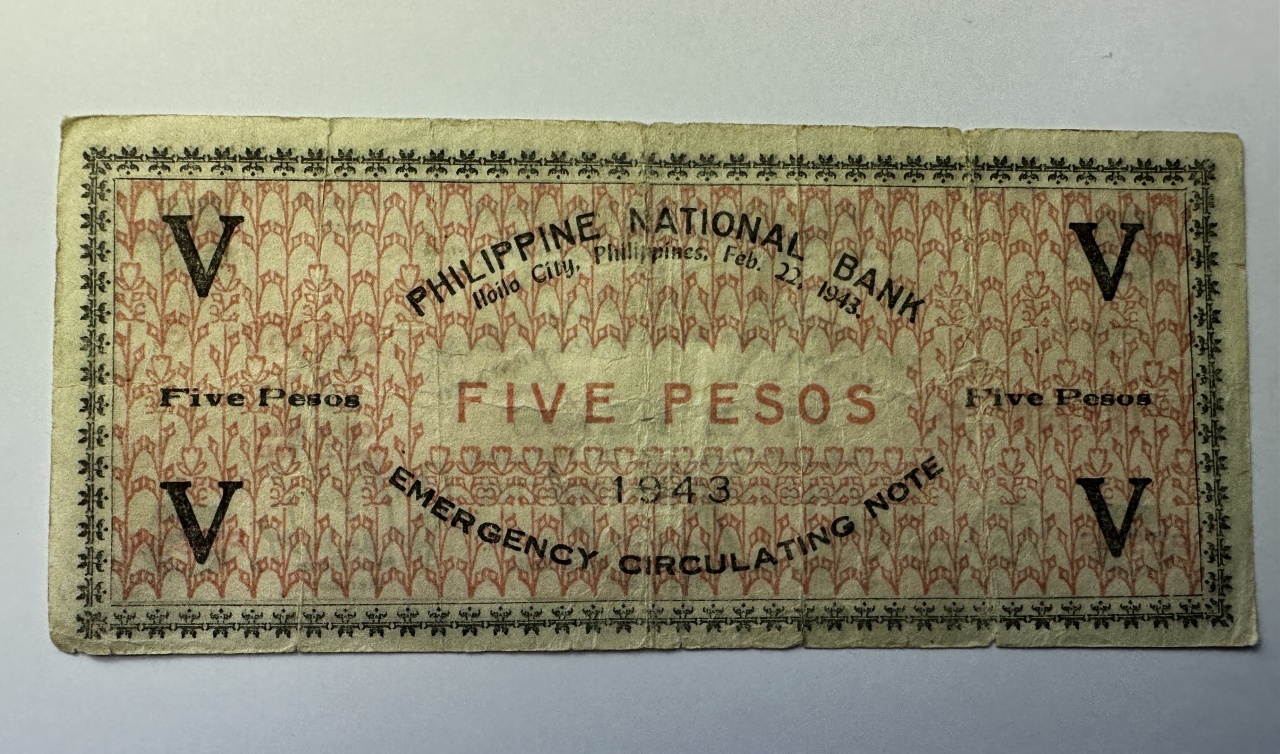 V V
PHILIPPINE NATIONAL BANK
Iloilo City, Philippines, Feb. 22, 1943.
Five Pesos FIVE PESOS Five Pesos
1943
V V
EMERGENCY CIRCULATING NOTE